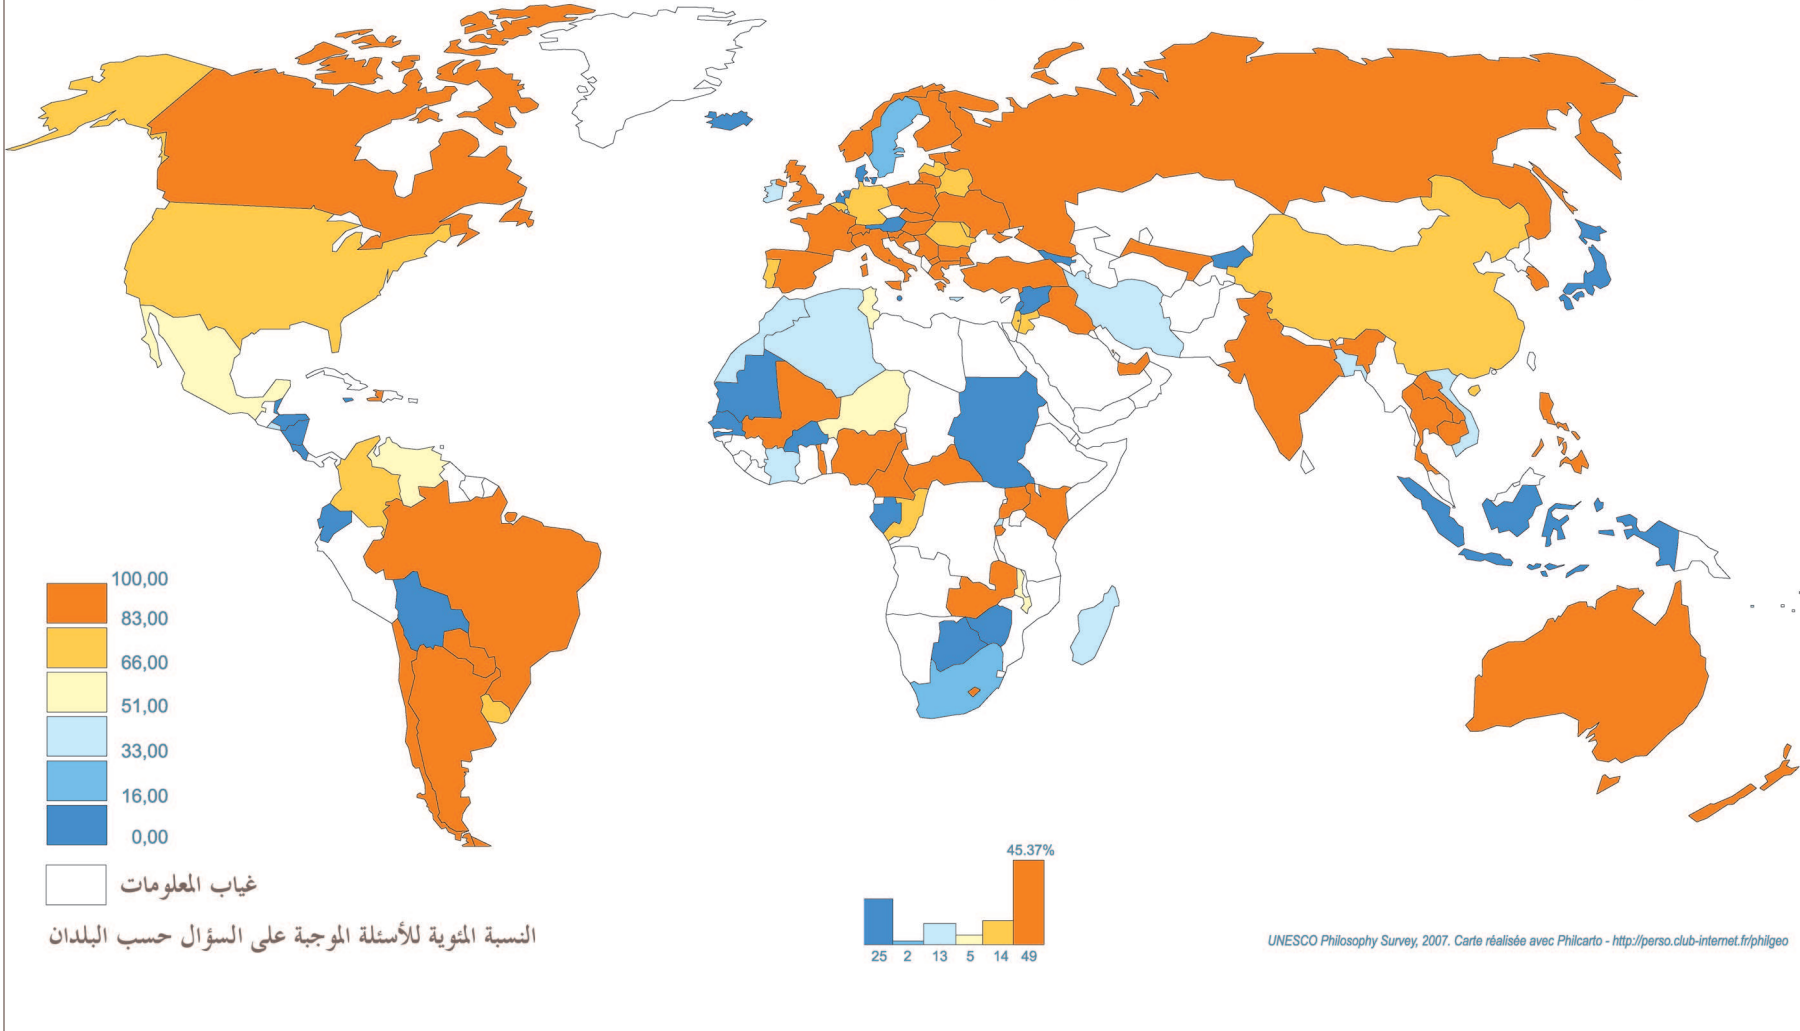 100,00
83,00
66,00
51,00
33,00
16,00
0,00
غياب المعلومات
النسبة المئوية للأسئلة الموجبة على السؤال حسب البلدان
45.37%
25 2 13 5 14 49
UNESCO Philosophy Survey, 2007. Carte réalisée avec Philcarto - http://perso.club-internet.fr/philgeo